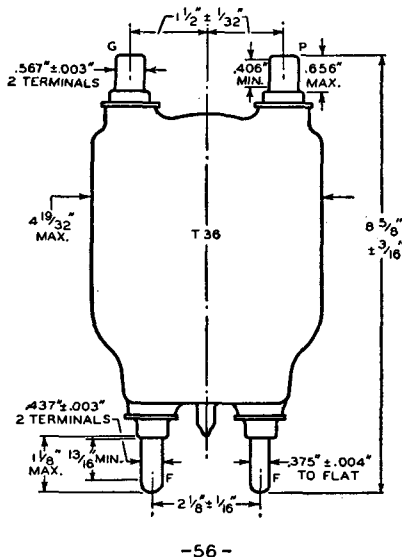 1 1/2" ± 1/32"
G
P
.567" ±.003"
2 TERMINALS
.406"
MIN.
.656"
MAX.
4 19/32"
MAX.
T 36
8 5/8"
± 3/16"
.437" ±.003"
2 TERMINALS
1 1/8"
MAX.
13/16" MIN.
F
F
.375" ±.004"
TO FLAT
2 1/8" ± 1/16"
-56-